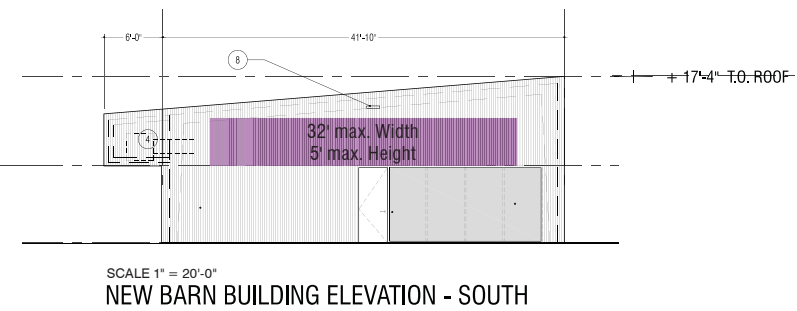 6'-0"
41'-10"
8
+ 17'-4" T.O. ROOF
32' max. Width
4
5' max. Height
SCALE 1" = 20'-0"
NEW BARN BUILDING ELEVATION - SOUTH